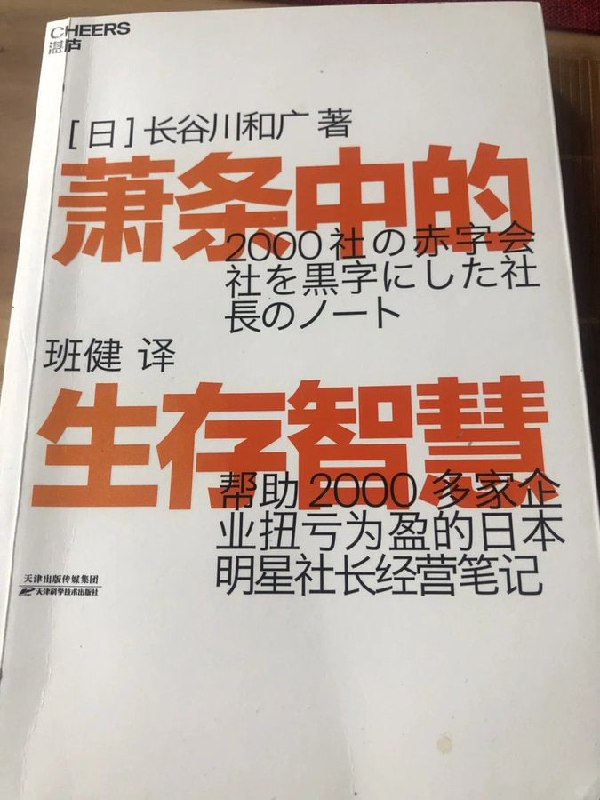 CHEERS
湛庐
[日]长谷川和广 著
萧条中的
2000社の赤字会
社を黒字にした社
長のノート
班健 译
生存智慧
帮助2000多家企
业扭亏为盈的日本
明星社长经营笔记
天津出版传媒集团
天津科学技术出版社